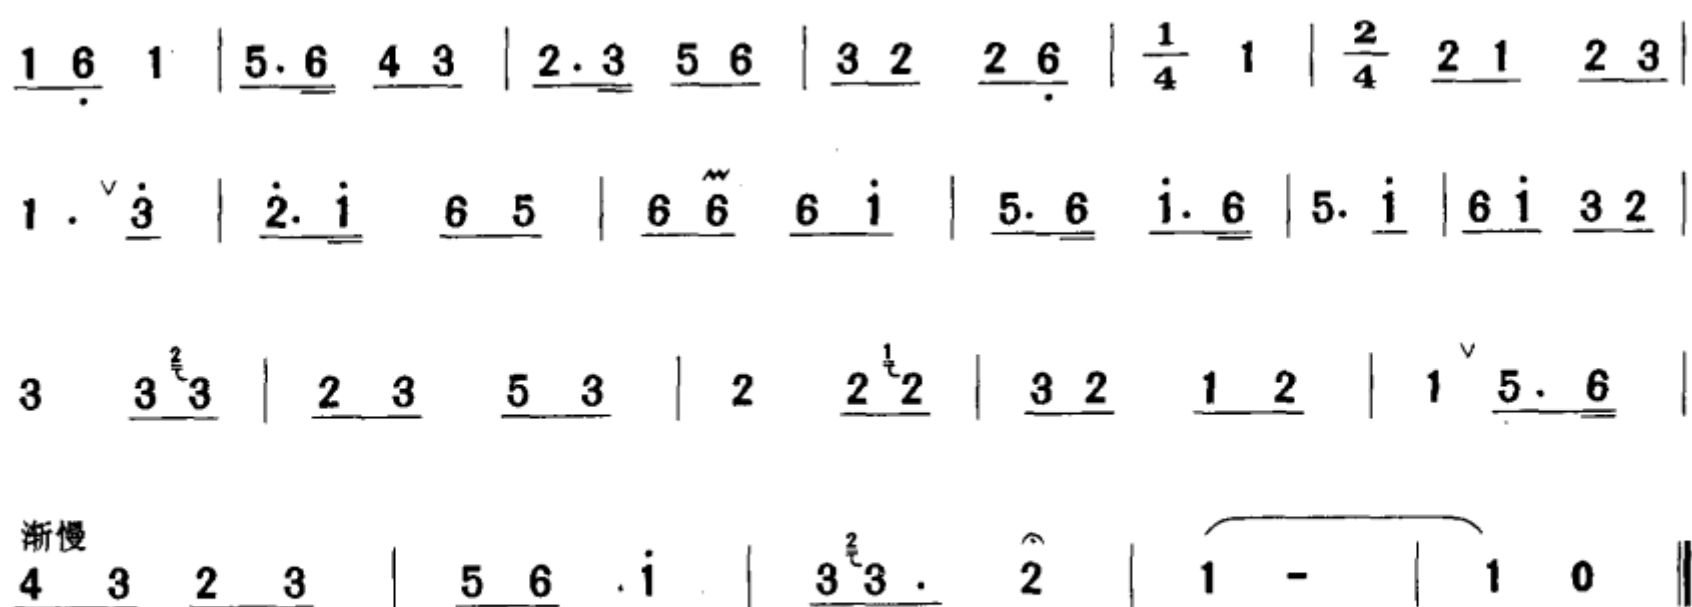 1 6̣ 1 | 5. 6 4 3 | 2. 3 5 6 | 3 2 2 6̣ | 1/4 1 | 2/4 2 1 2 3 |
1. ∨ 3̇ | 2̇. 1̇ 6 5 | 6 6 6 1̇ | 5. 6 1̇. 6 | 5. 1̇ | 6 1̇ 3 2 |
3 3 ²3 | 2 3 5 3 | 2 2 ¹2 | 3 2 1 2 | 1 ∨ 5. 6 |
渐慢
4 3 2 3 | 5 6 1̇ | 3 ²3. 2 | 1 - | 1 0 ‖